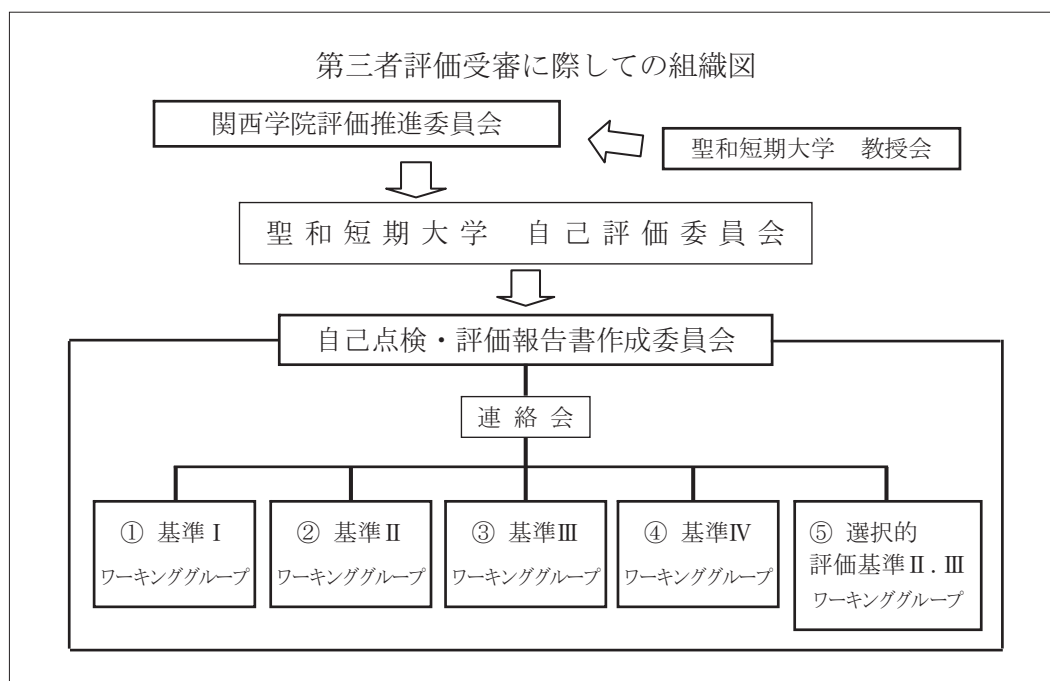 第三者評価受審に際しての組織図
関西学院評価推進委員会
聖和短期大学　教授会
聖和短期大学　自己評価委員会
自己点検・評価報告書作成委員会
連絡会
① 基準Ⅰ
ワーキンググループ
② 基準Ⅱ
ワーキンググループ
③ 基準Ⅲ
ワーキンググループ
④ 基準Ⅳ
ワーキンググループ
⑤ 選択的
評価基準Ⅱ.Ⅲ
ワーキンググループ